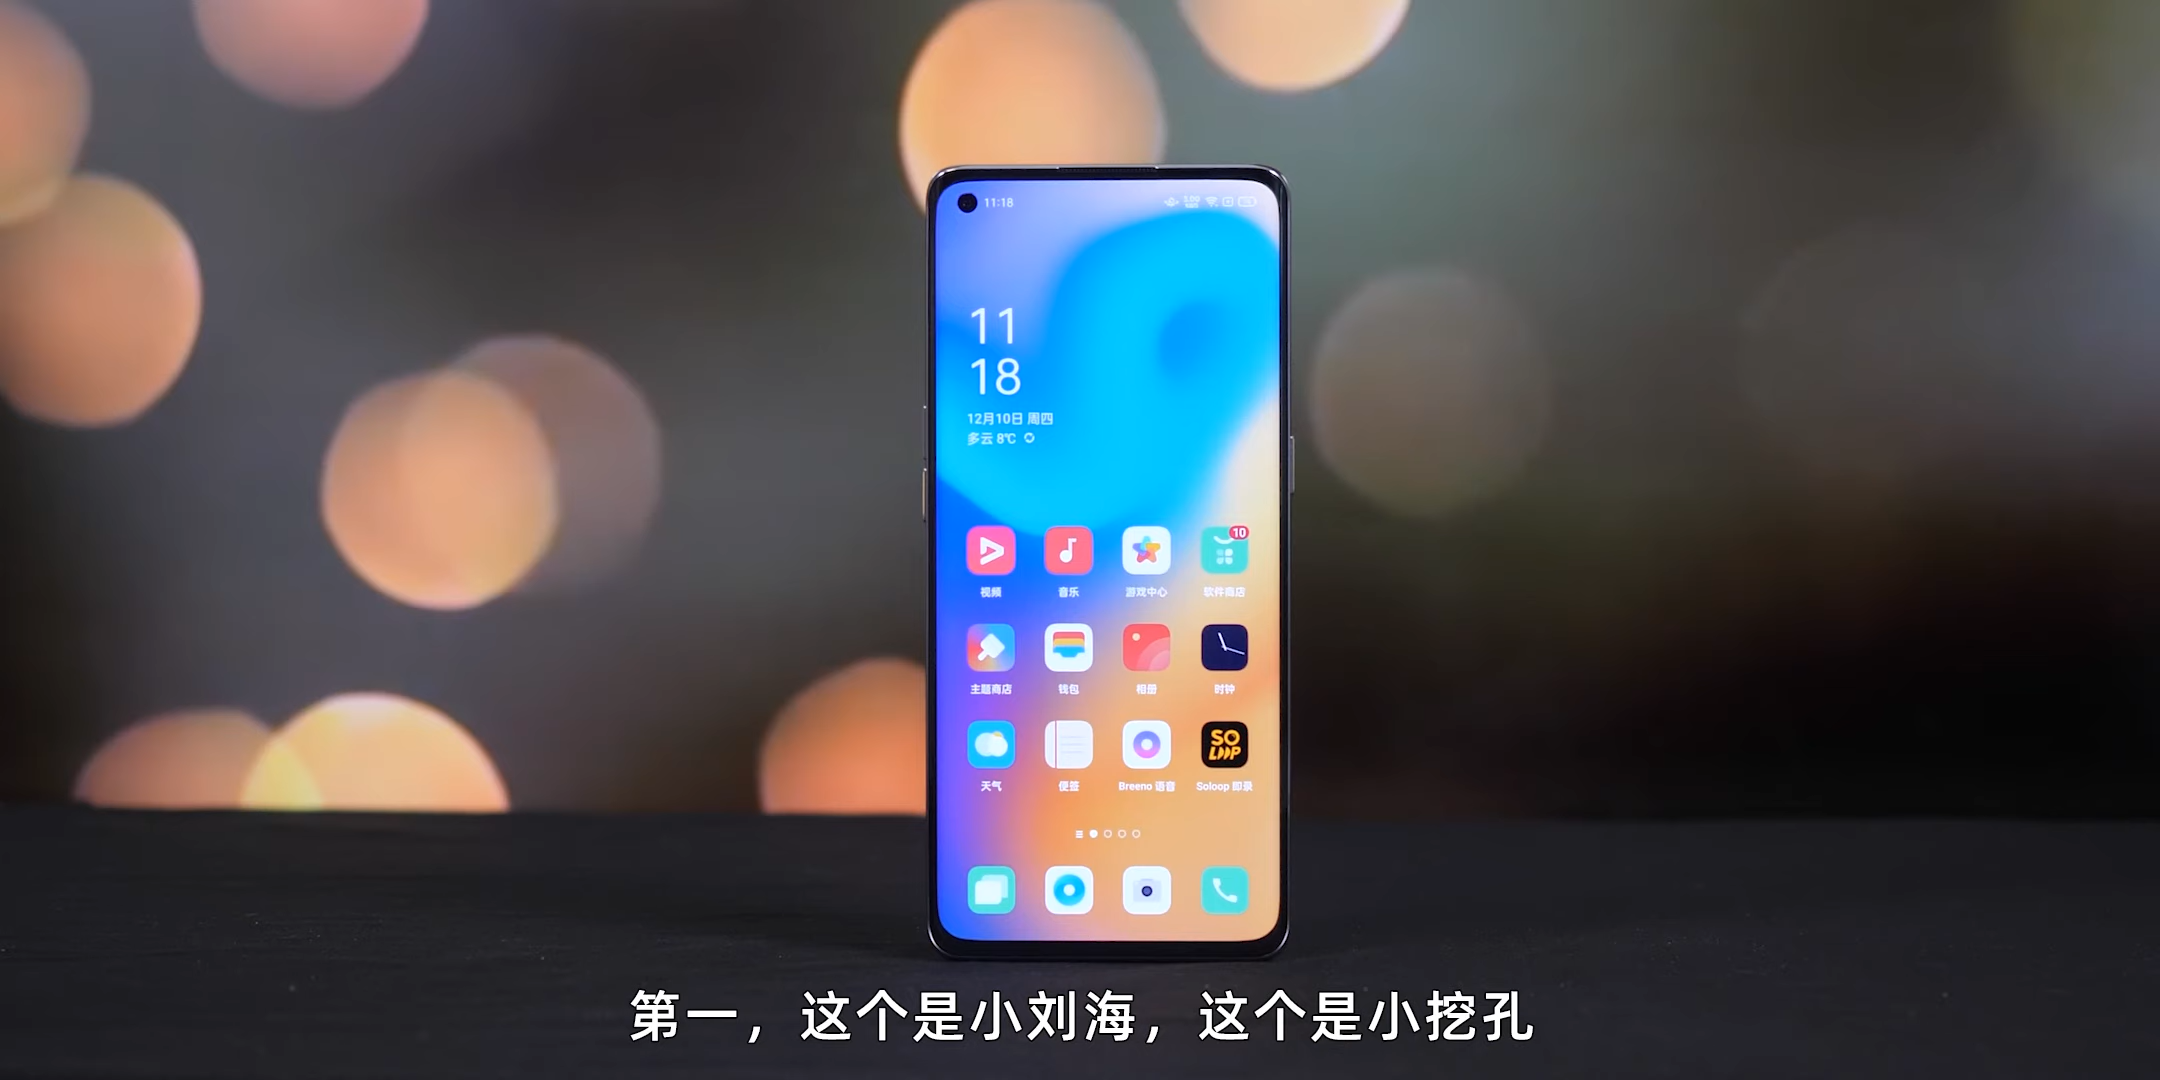 11:18
11
18
12月10日 周四
多云 8℃
10
视频 音乐 游戏中心 软件商店
主题商店 钱包 相册 时钟
SO
LOOP
天气 便签 Breeno 语音 Soloop 即录
第一，这个是小刘海，这个是小挖孔